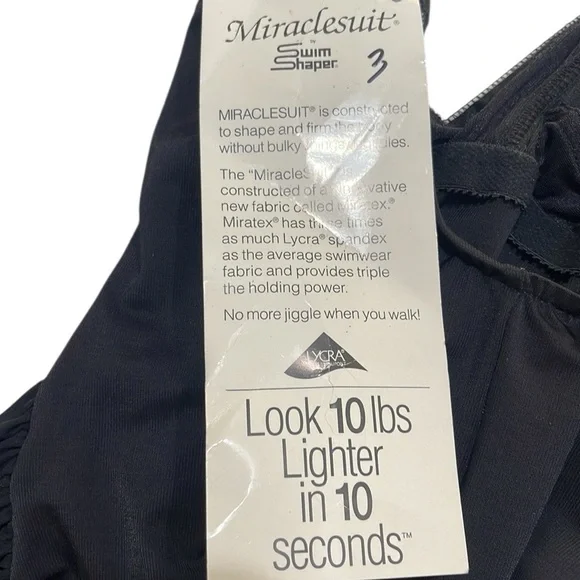 Miraclesuit®
by
Swim
Shaper®
3
MIRACLESUIT® is constructed
to shape and firm the body
without bulky
The "Miracle
constructed of a
new fabric called Miratex.®
Miratex® has three times
as much Lycra® spandex
as the average swimwear
fabric and provides triple
the holding power.
No more jiggle when you walk!
LYCRA®
Look 10 lbs
Lighter
in 10
seconds™